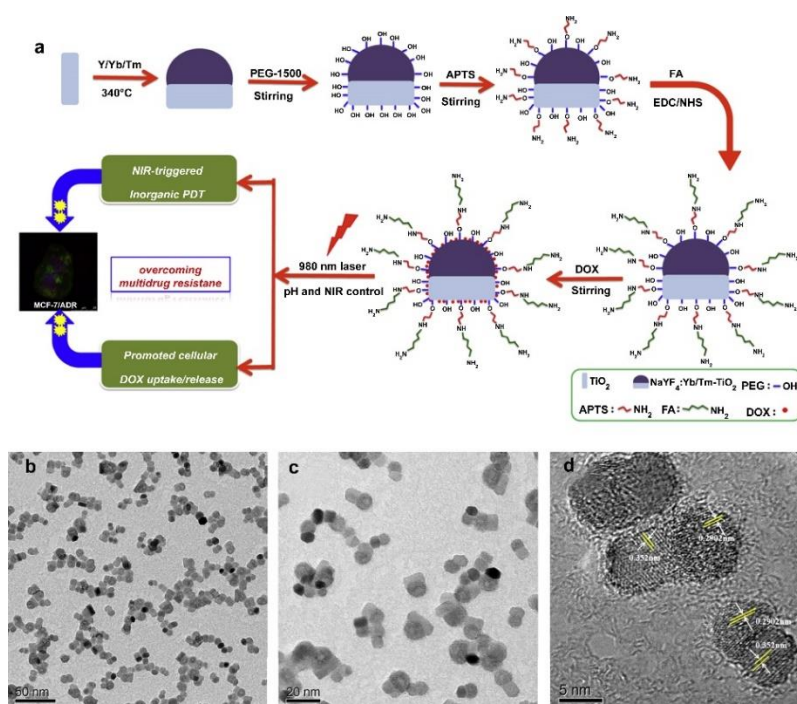 a
Y/Yb/Tm
340°C
PEG-1500
Stirring
APTS
Stirring
FA
EDC/NHS
NIR-triggered
Inorganic PDT
MCF-7/ADR
overcoming
multidrug resistane
Promoted cellular
DOX uptake/release
980 nm laser
pH and NIR control
DOX
Stirring
TiO2
NaYF4:Yb/Tm-TiO2
PEG: OH
APTS: NH2
FA: NH2
DOX:
b
50 nm
c
20 nm
d
0.352nm
0.2902nm
0.2902nm
0.352nm
5 nm